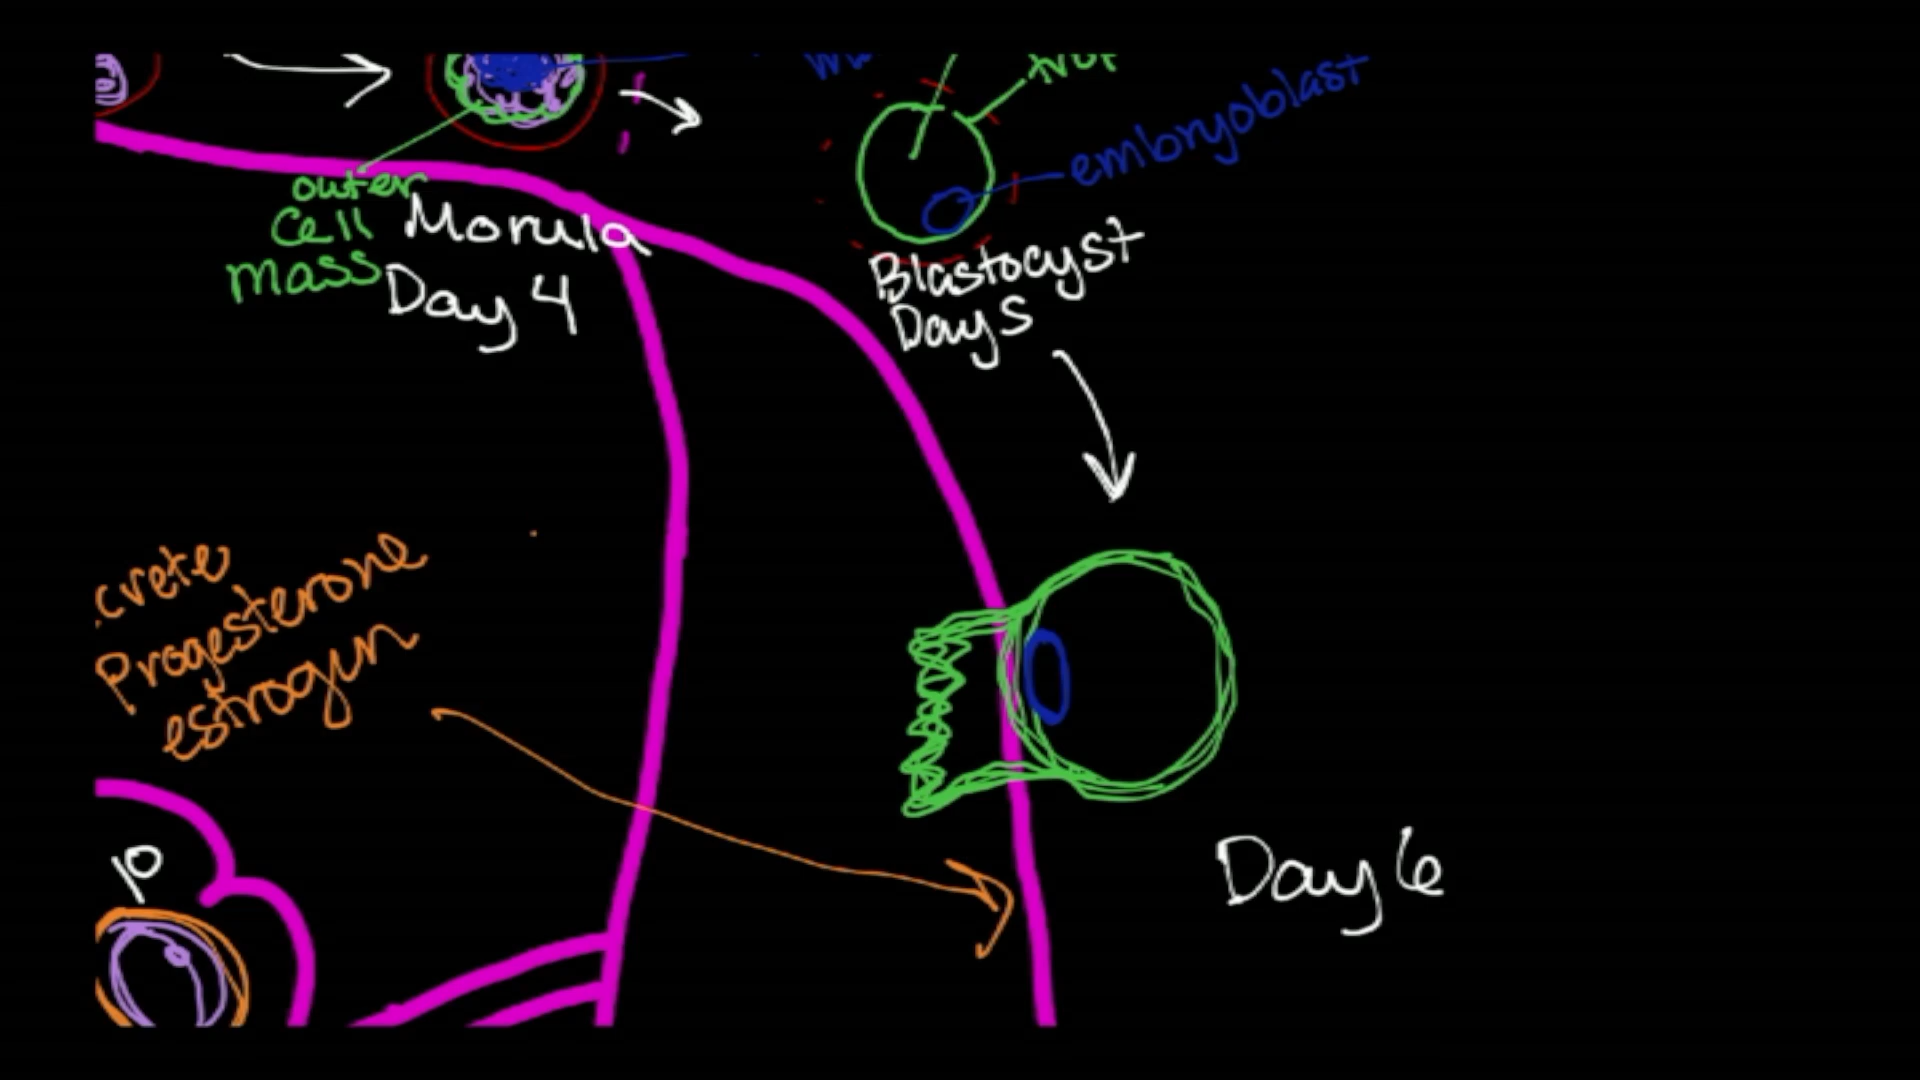 embryoblast
outer
cell
mass
Morula
Day 4
Blastocyst
Day 5
crete
Progesterone
estrogen
Day 6